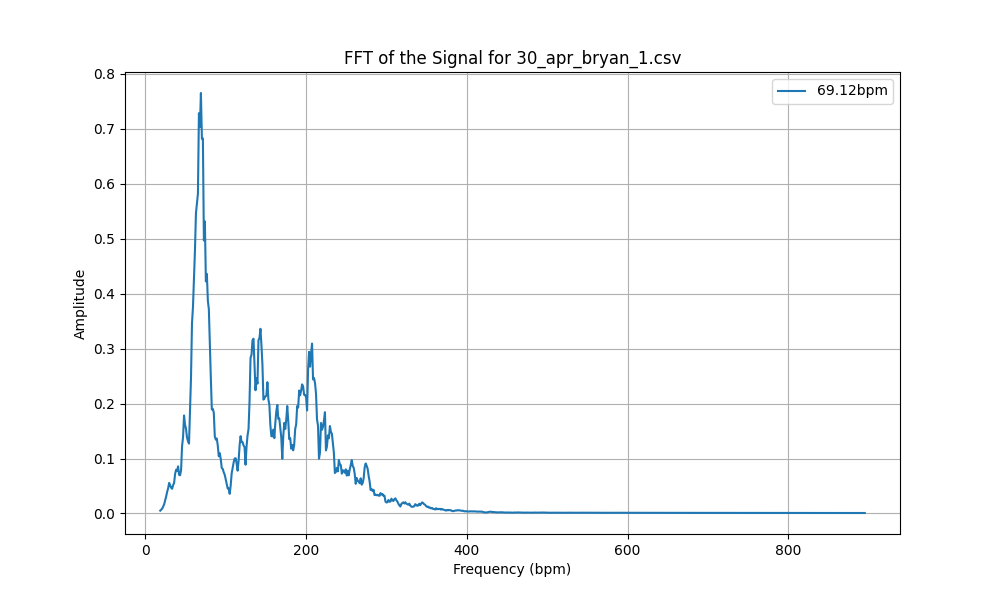 FFT of the Signal for 30_apr_bryan_1.csv
69.12bpm
0.8
0.7
0.6
0.5
0.4
0.3
0.2
0.1
0.0
Amplitude
0 200 400 600 800
Frequency (bpm)